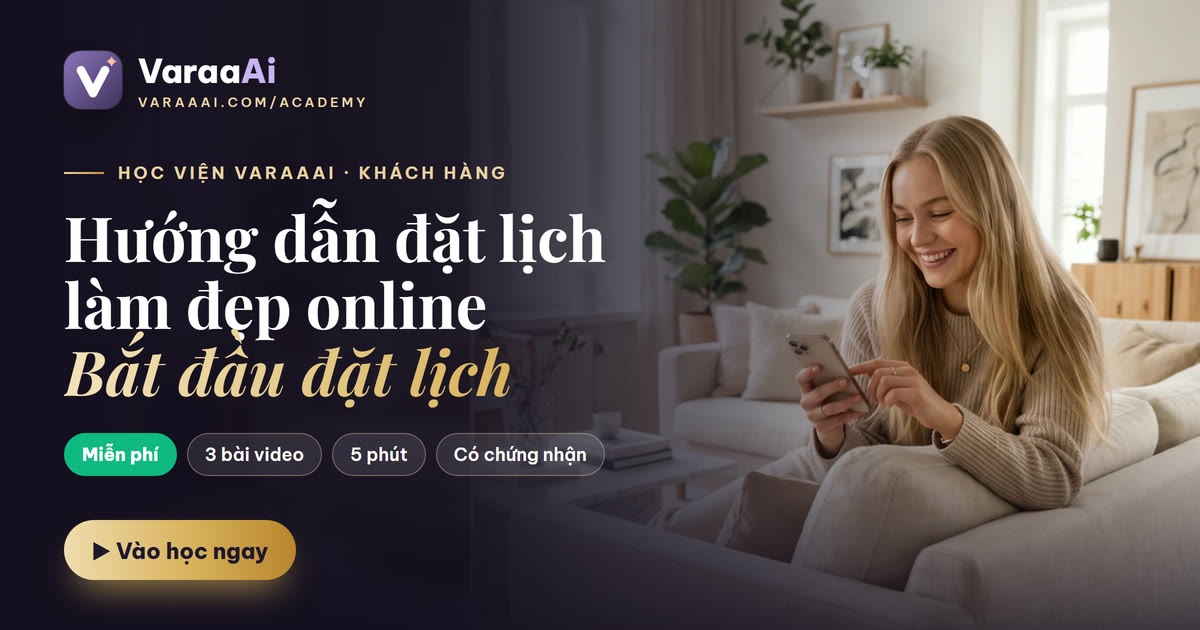 VaraaAi
VARAAAI.COM/ACADEMY
HỌC VIỆN VARAAAI · KHÁCH HÀNG
Hướng dẫn đặt lịch
làm đẹp online
Bắt đầu đặt lịch
Miễn phí
3 bài video
5 phút
Có chứng nhận
▶ Vào học ngay